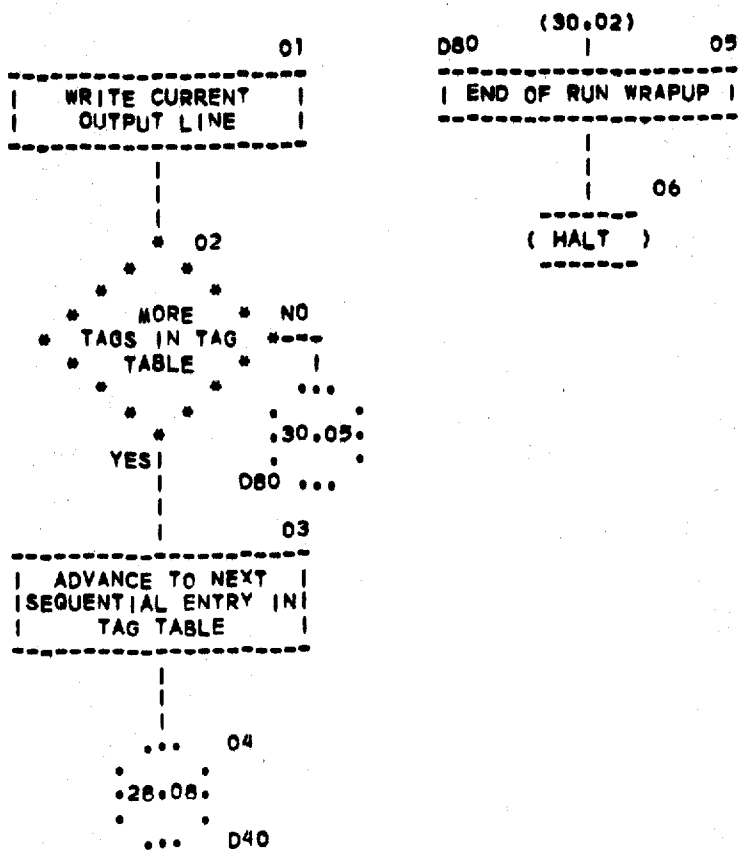 01
WRITE CURRENT
OUTPUT LINE
02
MORE
TAGS IN TAG
TABLE
NO
30.05
D80
YES
03
ADVANCE TO NEXT
SEQUENTIAL ENTRY IN
TAG TABLE
04
28.08
D40
(30.02)
D80
05
END OF RUN WRAPUP
06
( HALT )